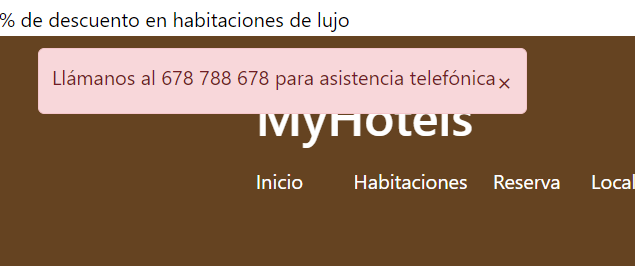 % de descuento en habitaciones de lujo
Llámanos al 678 788 678 para asistencia telefónica ×
MyHotels
Inicio Habitaciones Reserva Local